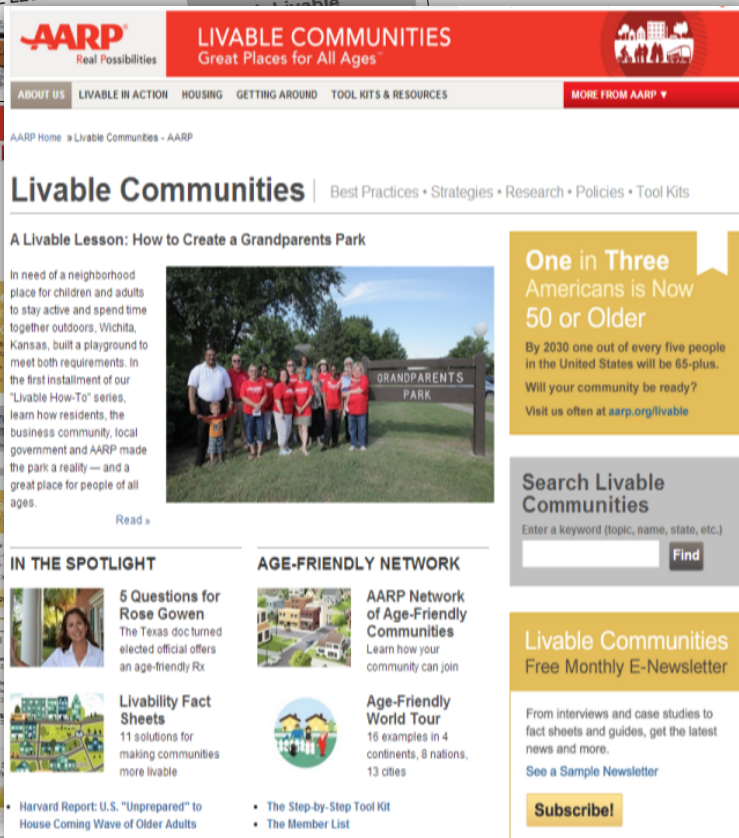 Livable
AARP
Real Possibilities
LIVABLE COMMUNITIES
Great Places for All Ages™
ABOUT US LIVABLE IN ACTION HOUSING GETTING AROUND TOOL KITS & RESOURCES
MORE FROM AARP ▼
AARP Home » Livable Communities - AARP
Livable Communities | Best Practices • Strategies • Research • Policies • Tool Kits
A Livable Lesson: How to Create a Grandparents Park
In need of a neighborhood
place for children and adults
to stay active and spend time
together outdoors, Wichita,
Kansas, built a playground to
meet both requirements. In
the first installment of our
"Livable How-To" series,
learn how residents, the
business community, local
government and AARP made
the park a reality — and a
great place for people of all
ages.
Read »
GRANDPARENTS
PARK
One in Three
Americans is Now
50 or Older
By 2030 one out of every five people
in the United States will be 65-plus.
Will your community be ready?
Visit us often at aarp.org/livable
Search Livable
Communities
Enter a keyword (topic, name, state, etc.)
Find
IN THE SPOTLIGHT
5 Questions for
Rose Gowen
The Texas doc turned
elected official offers
an age-friendly Rx
Livability Fact
Sheets
11 solutions for
making communities
more livable
• Harvard Report: U.S. "Unprepared" to
House Coming Wave of Older Adults
AGE-FRIENDLY NETWORK
AARP Network
of Age-Friendly
Communities
Learn how your
community can join
Age-Friendly
World Tour
16 examples in 4
continents, 8 nations,
13 cities
• The Step-by-Step Tool Kit
• The Member List
Livable Communities
Free Monthly E-Newsletter
From interviews and case studies to
fact sheets and guides, get the latest
news and more.
See a Sample Newsletter
Subscribe!